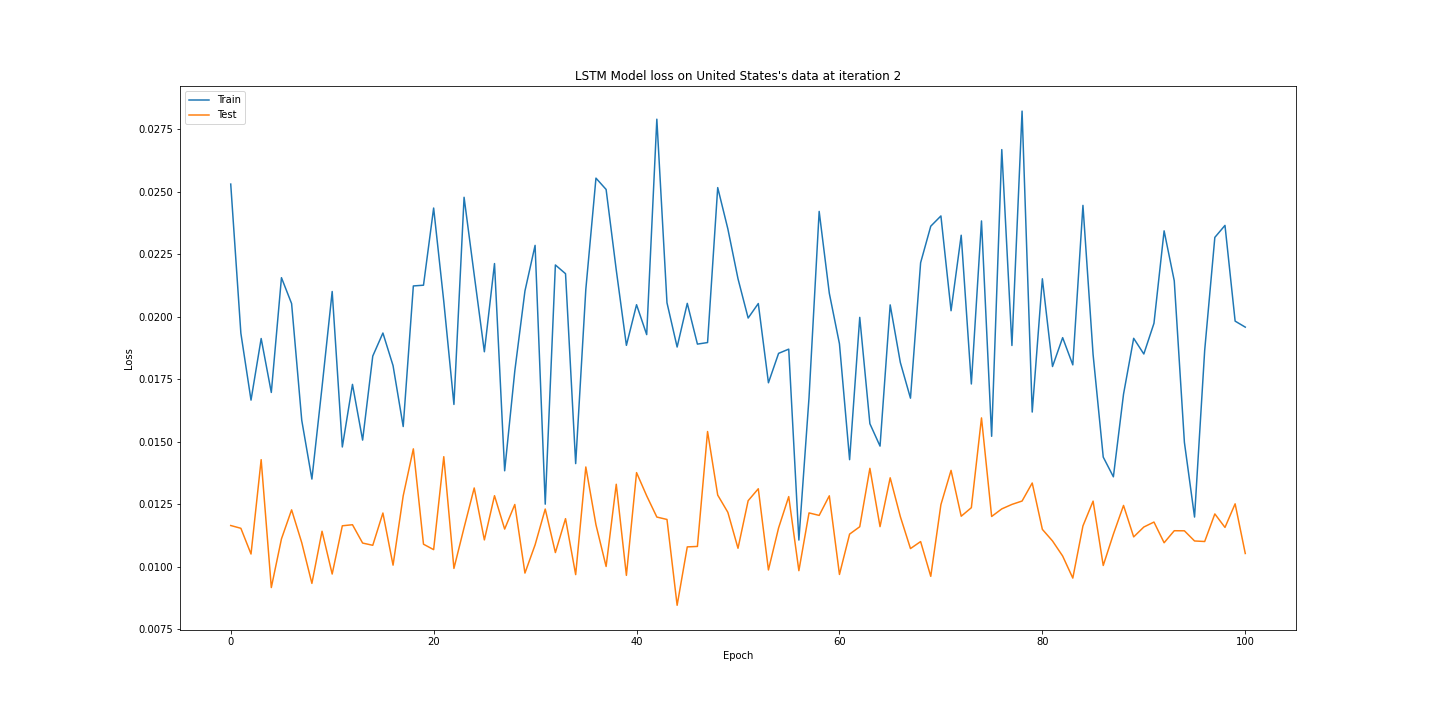 LSTM Model loss on United States's data at iteration 2
Train
Test
0.0275
0.0250
0.0225
0.0200
0.0175
0.0150
0.0125
0.0100
0.0075
Loss
0 20 40 60 80 100
Epoch